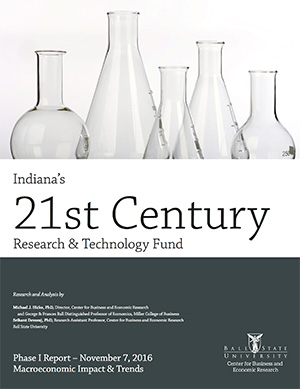 Indiana's
21st Century
Research & Technology Fund
Research and Analysis by
Michael J. Hicks, PhD, Director, Center for Business and Economic Research
and George & Frances Ball Distinguished Professor of Economics, Miller College of Business
Srikant Devaraj, PhD, Research Assistant Professor, Center for Business and Economic Research
Ball State University
Phase I Report – November 7, 2016
Macroeconomic Impact & Trends
BALL STATE
UNIVERSITY
Center for Business and
Economic Research